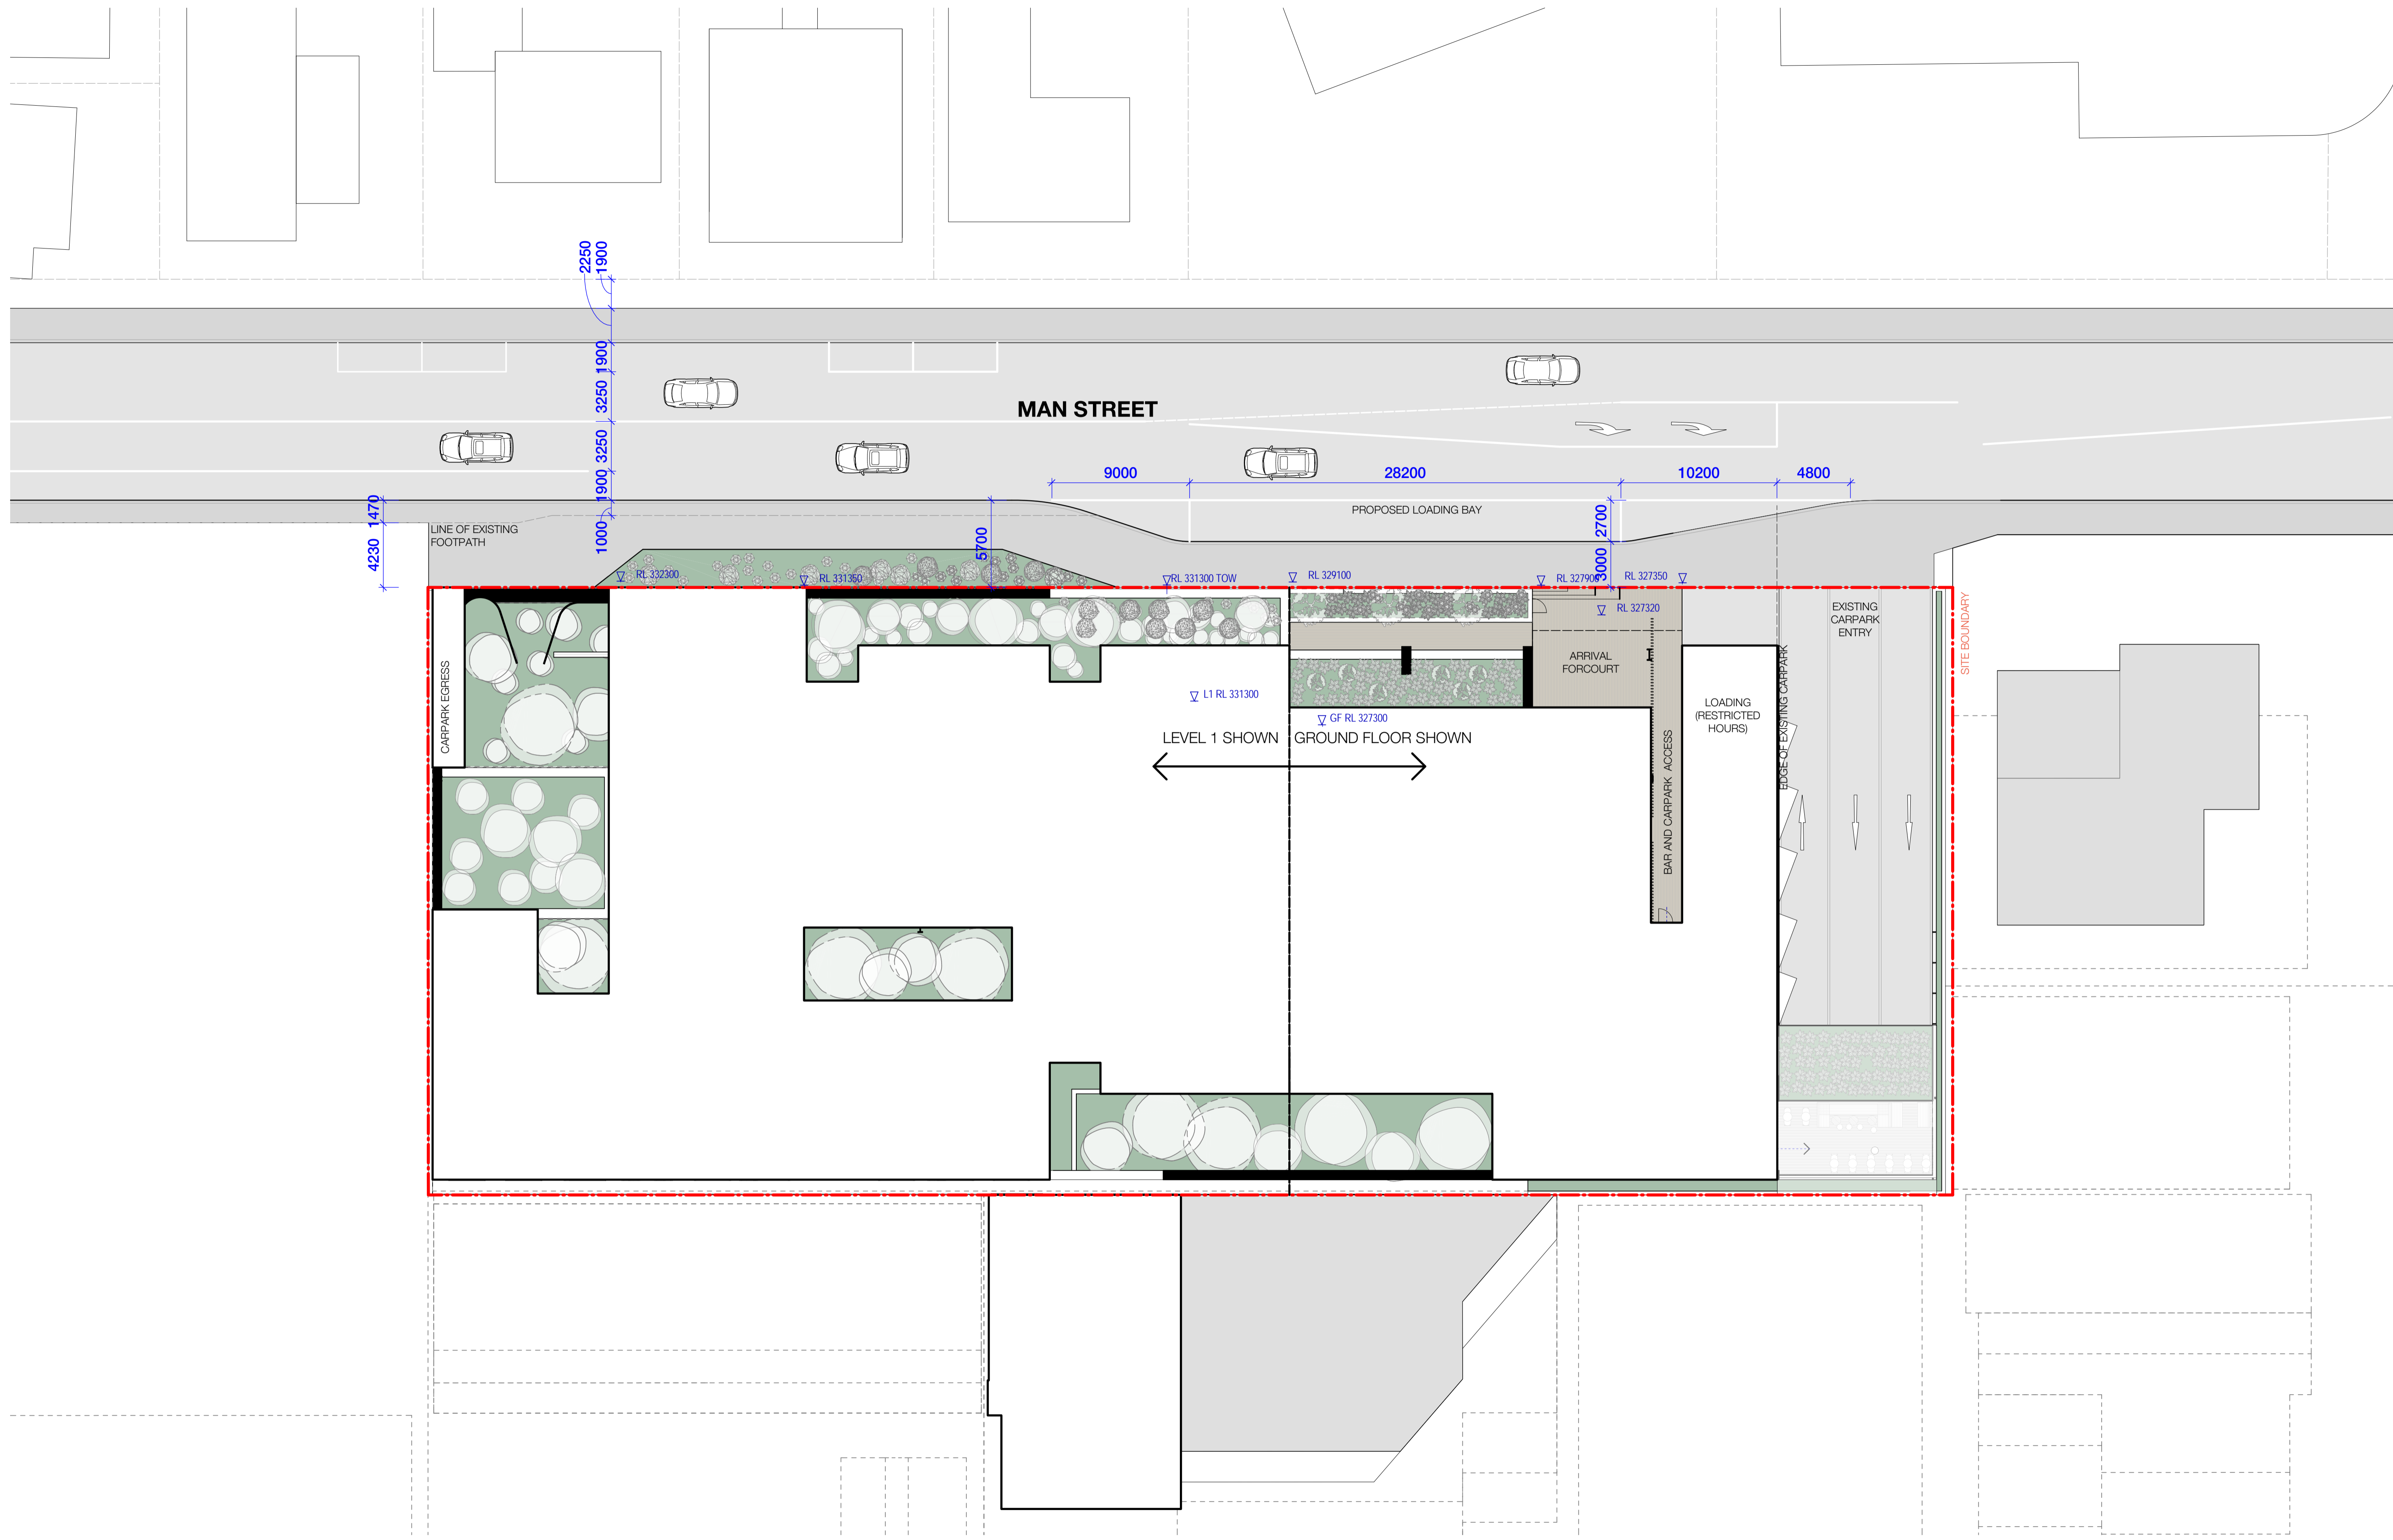 2250
1900
1900
3250
MAN STREET
3250
1900
9000
28200
10200
4800
1470
LINE OF EXISTING
FOOTPATH
1000
4230
5700
PROPOSED LOADING BAY
2700
3000
RL 332300
RL 331350
RL 331300 TOW
RL 329100
RL 327900
RL 327350
RL 327320
EXISTING
CARPARK
ENTRY
SITE BOUNDARY
CARPARK EGRESS
ARRIVAL
FORCOURT
EDGE OF EXISTING CARPARK
L1 RL 331300
GF RL 327300
LOADING
(RESTRICTED
HOURS)
LEVEL 1 SHOWN
GROUND FLOOR SHOWN
BAR AND CARPARK ACCESS